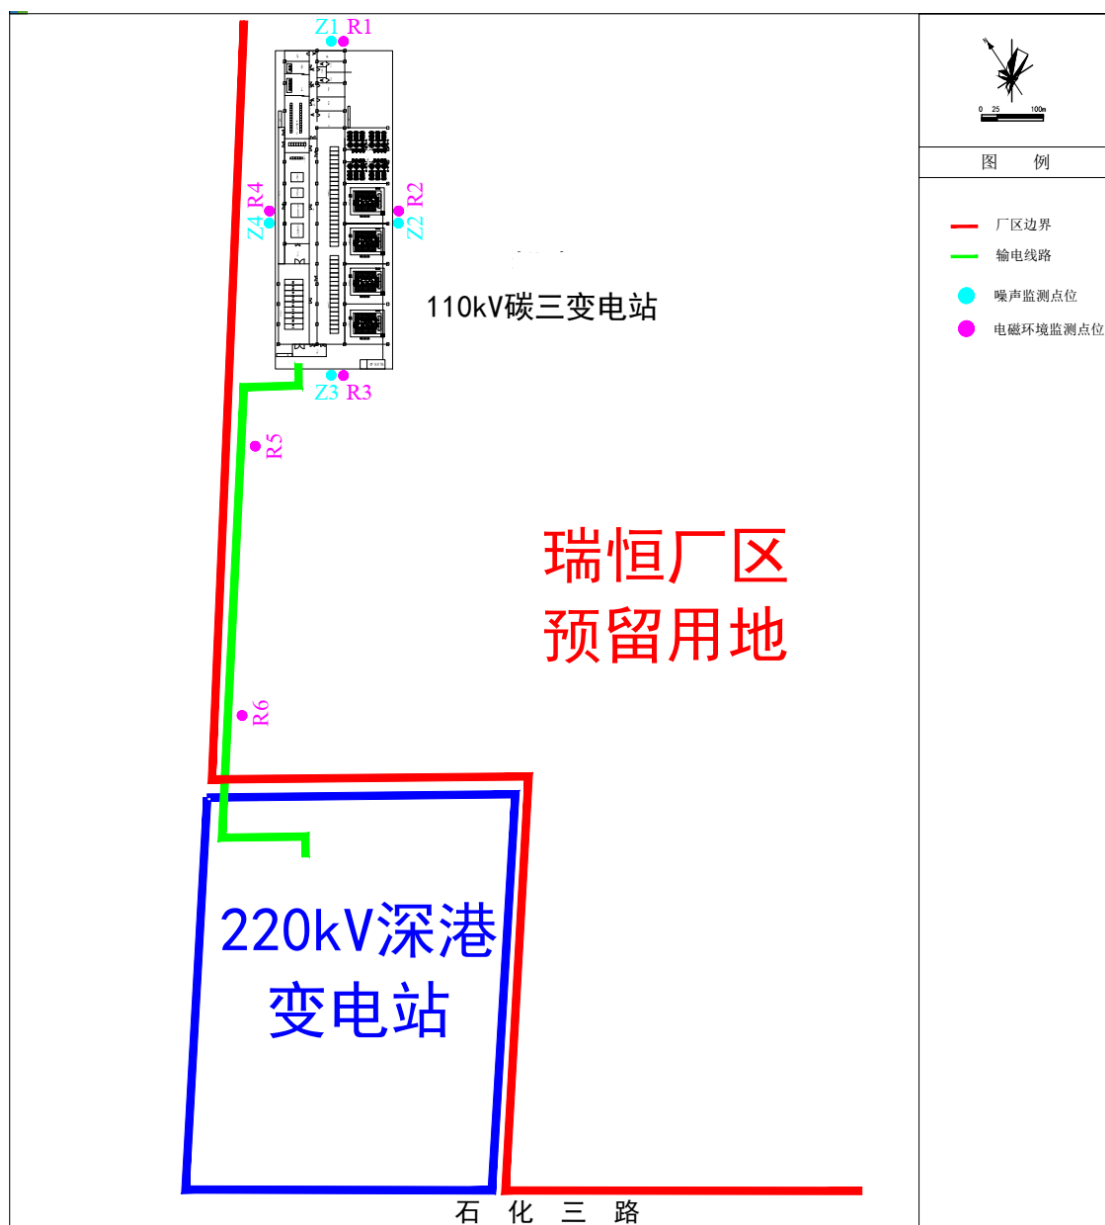 Z1 R1
0 25 100m
图 例
R4
Z4
R2
Z2
厂区边界
输电线路
噪声监测点位
电磁环境监测点位
110kV碳三变电站
Z3 R3
R5
瑞恒厂区
预留用地
R6
220kV深港
变电站
石化三路